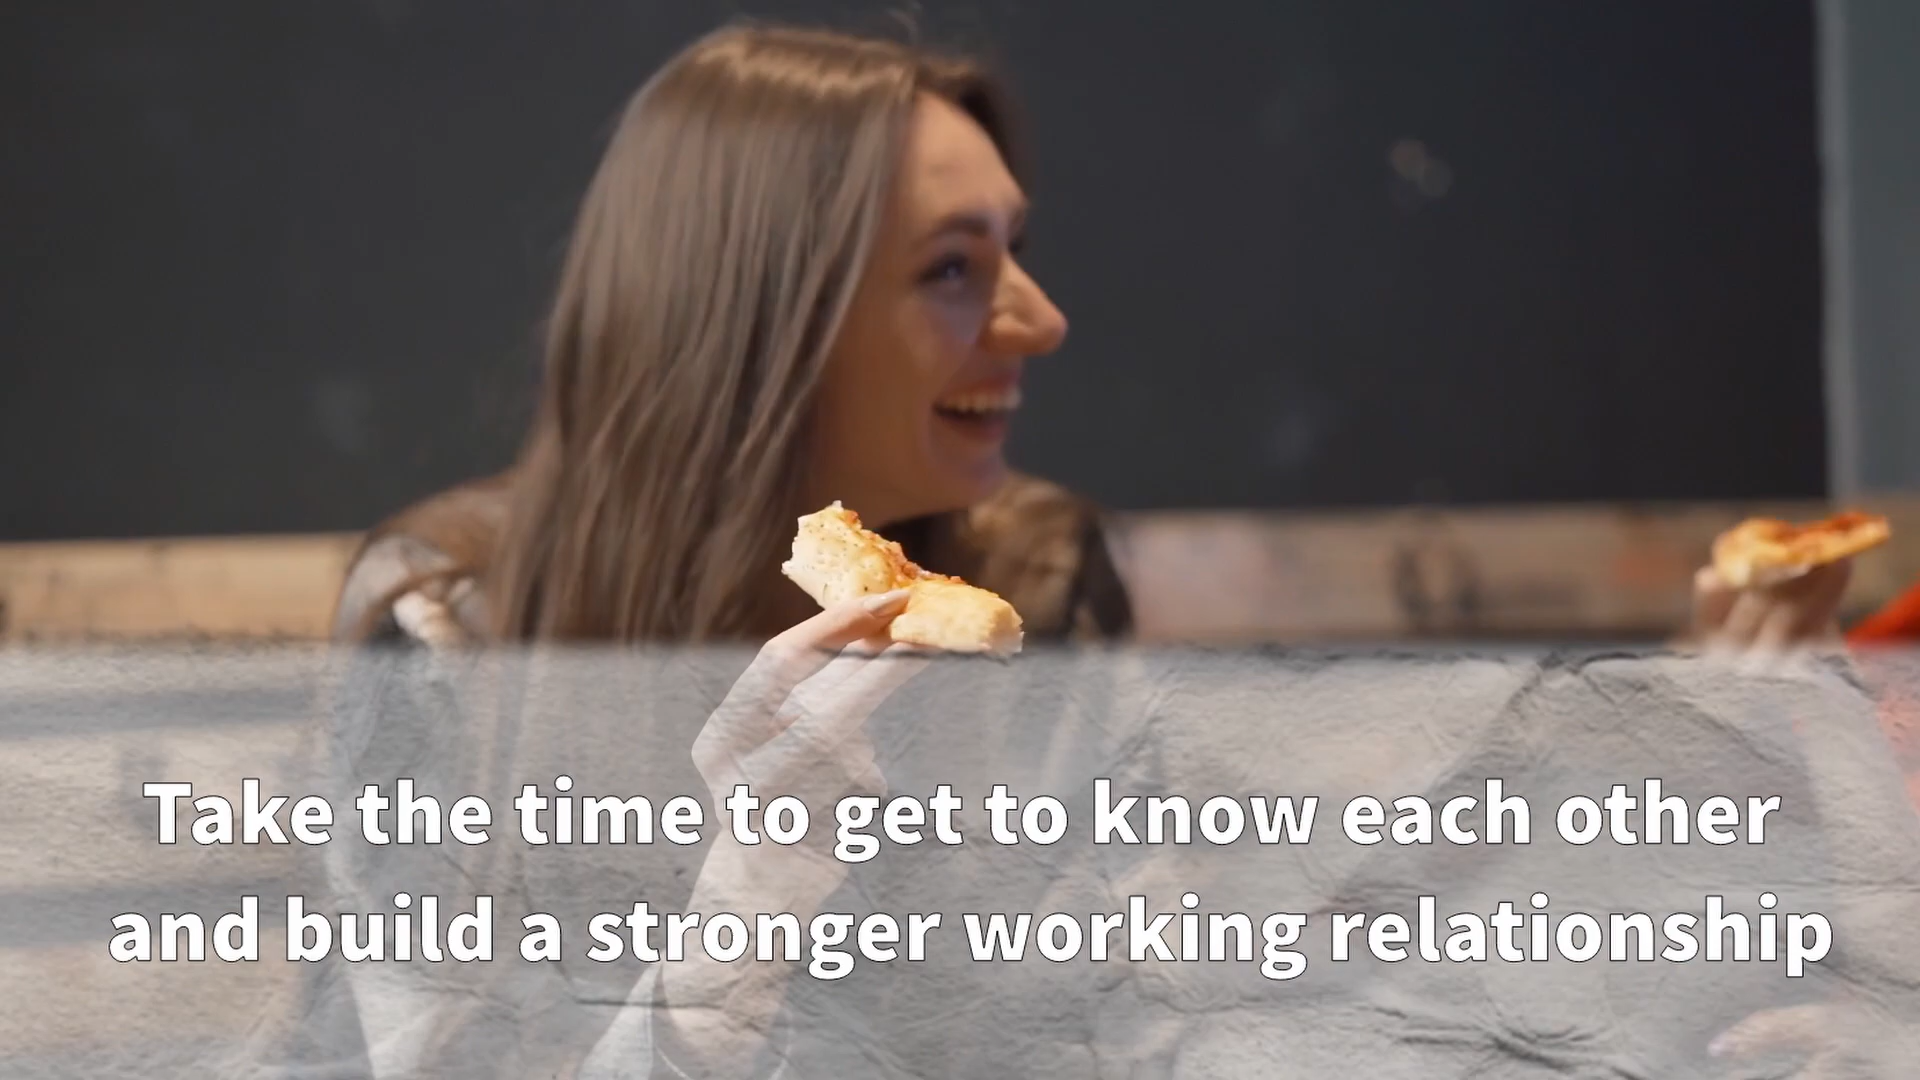 Take the time to get to know each other
and build a stronger working relationship